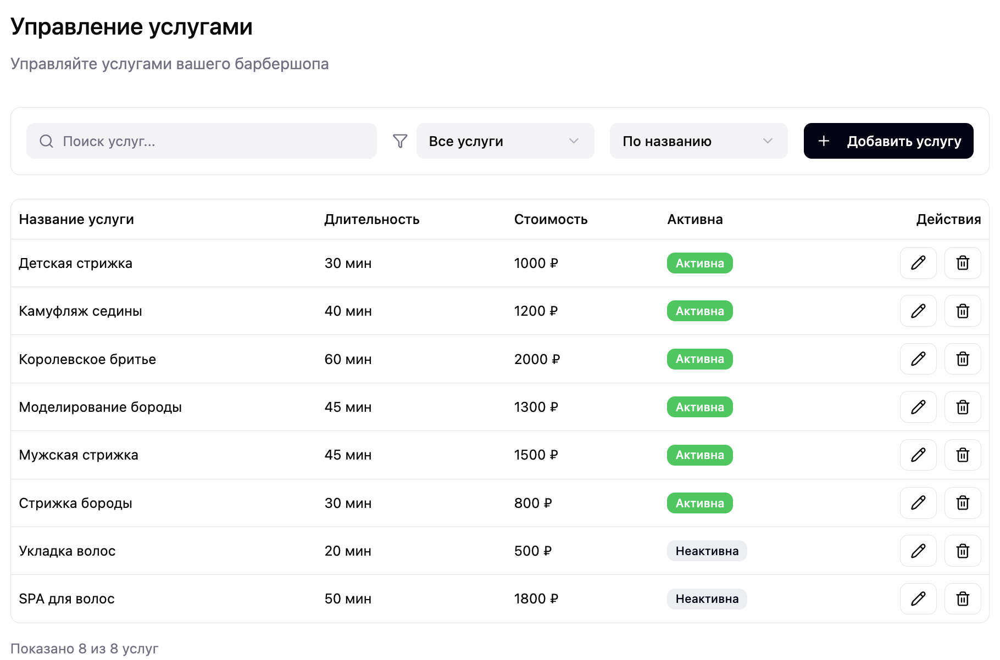 Управление услугами
Управляйте услугами вашего барбершопа
Поиск услуг... Все услуги По названию + Добавить услугу
Название услуги Длительность Стоимость Активна Действия
Детская стрижка 30 мин 1000 ₽ Активна
Камуфляж седины 40 мин 1200 ₽ Активна
Королевское бритье 60 мин 2000 ₽ Активна
Моделирование бороды 45 мин 1300 ₽ Активна
Мужская стрижка 45 мин 1500 ₽ Активна
Стрижка бороды 30 мин 800 ₽ Активна
Укладка волос 20 мин 500 ₽ Неактивна
SPA для волос 50 мин 1800 ₽ Неактивна
Показано 8 из 8 услуг